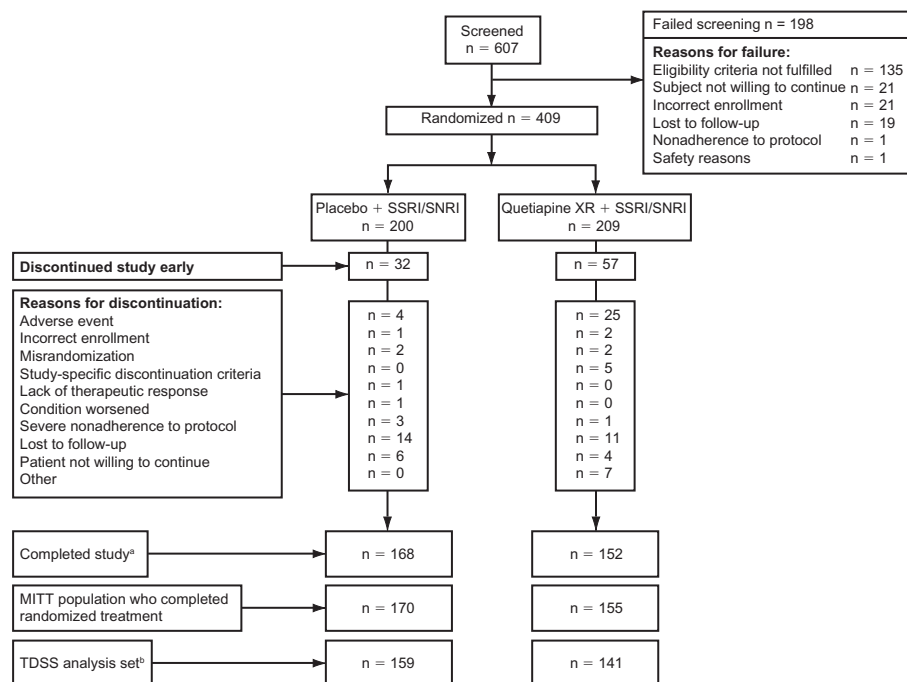 Screened
n = 607
Failed screening n = 198
Reasons for failure:
Eligibility criteria not fulfilled n = 135
Subject not willing to continue n = 21
Incorrect enrollment n = 21
Lost to follow-up n = 19
Nonadherence to protocol n = 1
Safety reasons n = 1
Randomized n = 409
Placebo + SSRI/SNRI
n = 200
Quetiapine XR + SSRI/SNRI
n = 209
Discontinued study early
n = 32
n = 57
Reasons for discontinuation:
Adverse event
Incorrect enrollment
Misrandomization
Study-specific discontinuation criteria
Lack of therapeutic response
Condition worsened
Severe nonadherence to protocol
Lost to follow-up
Patient not willing to continue
Other
n = 4
n = 1
n = 2
n = 0
n = 1
n = 1
n = 3
n = 14
n = 6
n = 0
n = 25
n = 2
n = 2
n = 5
n = 0
n = 0
n = 1
n = 11
n = 4
n = 7
Completed studyᵃ
n = 168
n = 152
MITT population who completed
randomized treatment
n = 170
n = 155
TDSS analysis setᵇ
n = 159
n = 141